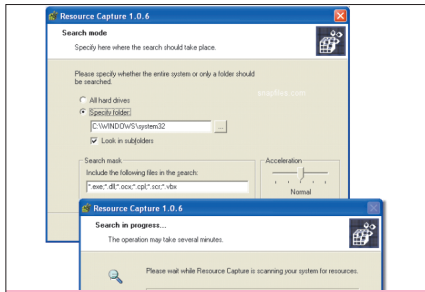 Resource Capture 1.0.6
Search mode
Specify here where the search should take place.
Please specify whether the entire system or only a folder should
be searched.
snapfiles.com
All hard drives
Specify folder:
C:\WINDOWS\system32
...
Look in subfolders
Search mask
Include the following files in the search:
*.exe;*.dll;*.ocx;*.cpl;*.scr;*.vbx
Acceleration
Normal
Resource Capture 1.0.6
Search in progress...
The operation may take several minutes.
Please wait while Resource Capture is scanning your system for resources.